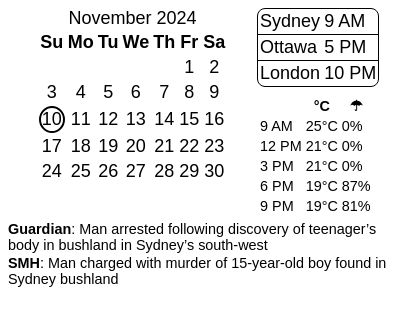 November 2024
Su Mo Tu We Th Fr Sa
1 2
3 4 5 6 7 8 9
10 11 12 13 14 15 16
17 18 19 20 21 22 23
24 25 26 27 28 29 30
Sydney 9 AM
Ottawa 5 PM
London 10 PM
°C ☂
9 AM 25°C 0%
12 PM 21°C 0%
3 PM 21°C 0%
6 PM 19°C 87%
9 PM 19°C 81%
Guardian: Man arrested following discovery of teenager’s
body in bushland in Sydney’s south-west
SMH: Man charged with murder of 15-year-old boy found in
Sydney bushland